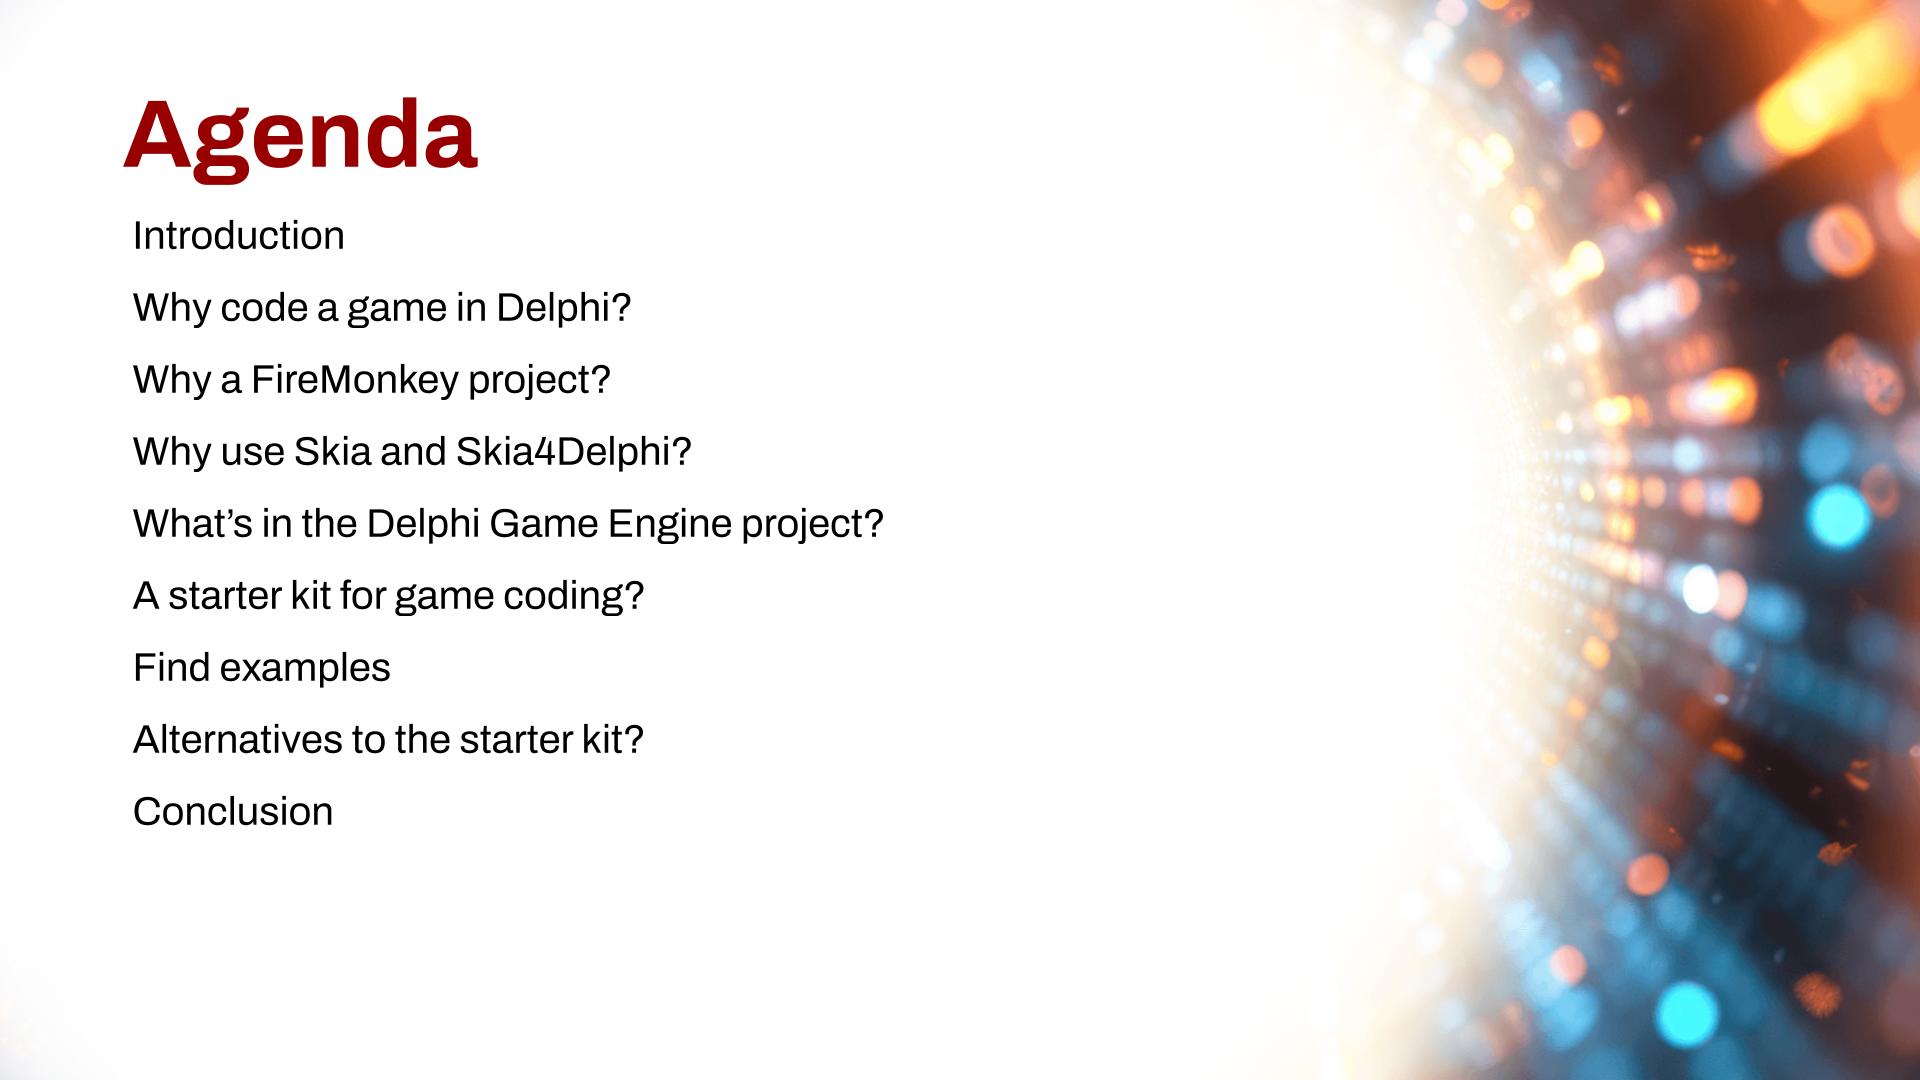 Agenda
Introduction
Why code a game in Delphi?
Why a FireMonkey project?
Why use Skia and Skia4Delphi?
What’s in the Delphi Game Engine project?
A starter kit for game coding?
Find examples
Alternatives to the starter kit?
Conclusion